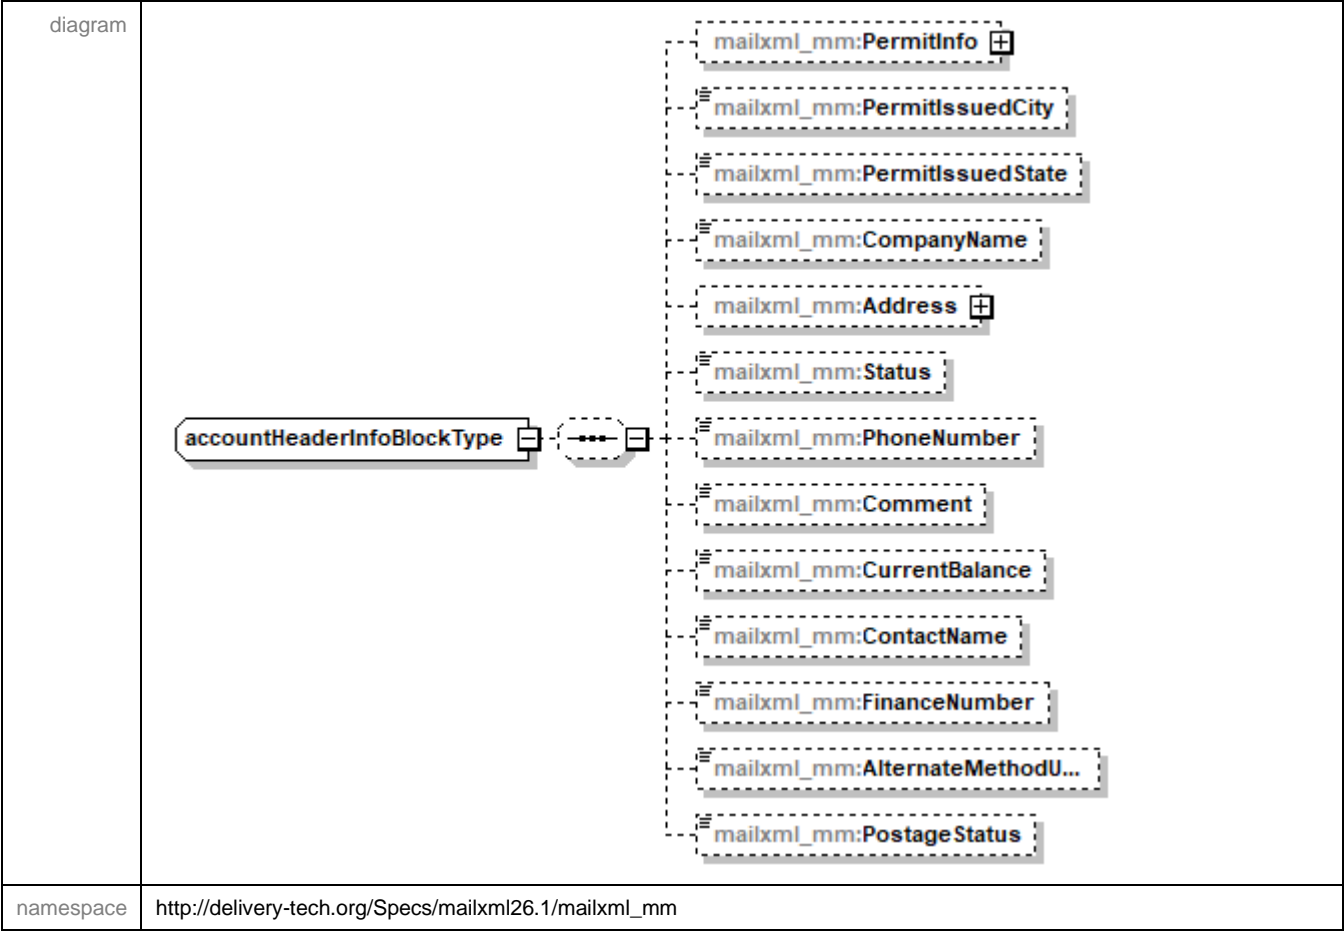 diagram
mailxml_mm:PermitInfo
mailxml_mm:PermitIssuedCity
mailxml_mm:PermitIssuedState
mailxml_mm:CompanyName
mailxml_mm:Address
mailxml_mm:Status
accountHeaderInfoBlockType
mailxml_mm:PhoneNumber
mailxml_mm:Comment
mailxml_mm:CurrentBalance
mailxml_mm:ContactName
mailxml_mm:FinanceNumber
mailxml_mm:AlternateMethodU...
mailxml_mm:PostageStatus
namespace http://delivery-tech.org/Specs/mailxml26.1/mailxml_mm